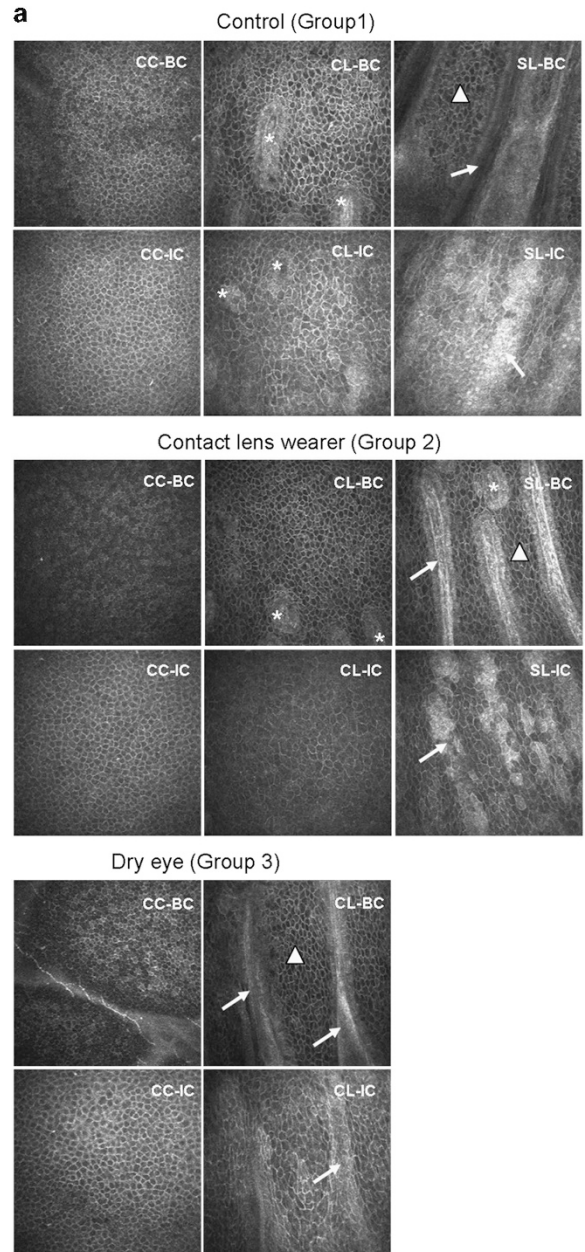 a
Control (Group1)
CC-BC CL-BC SL-BC
* *
CC-IC CL-IC SL-IC
* *
Contact lens wearer (Group 2)
CC-BC CL-BC SL-BC
* * *
CC-IC CL-IC SL-IC
Dry eye (Group 3)
CC-BC CL-BC
CC-IC CL-IC